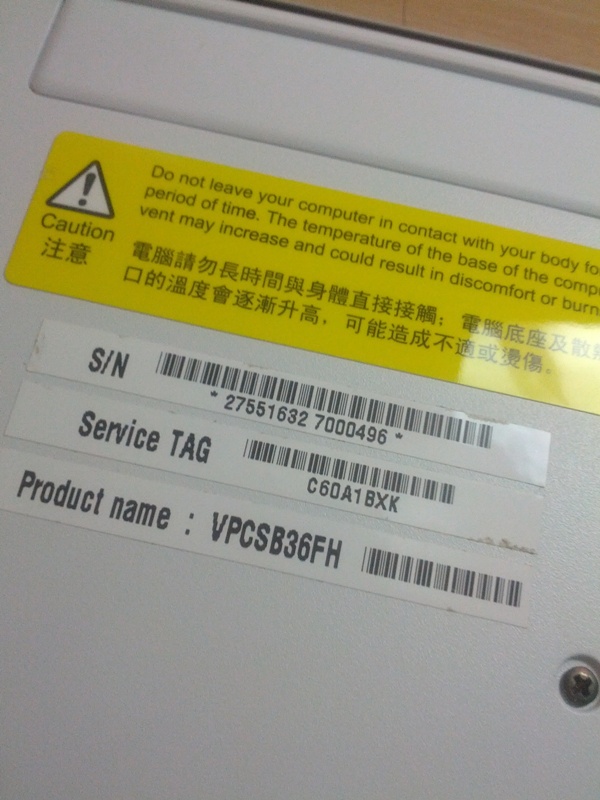 Do not leave your computer in contact with your body fo
period of time. The temperature of the base of the compu
vent may increase and could result in discomfort or burn
Caution
注意
電腦請勿長時間與身體直接接觸；電腦底座及散熱
口的溫度會逐漸升高，可能造成不適或燙傷。
S/N
* 27551632 7000496 *
Service TAG
C60A1BXK
Product name : VPCSB36FH